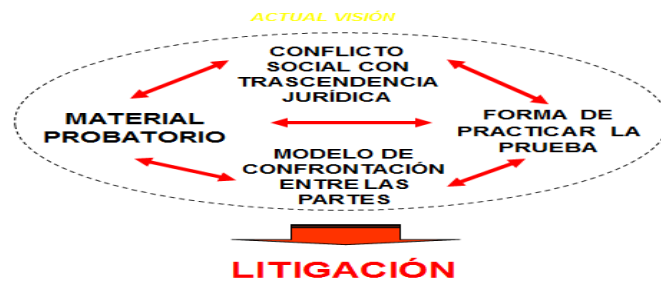 ACTUAL VISIÓN
CONFLICTO
SOCIAL CON
TRASCENDENCIA
JURÍDICA
MATERIAL
PROBATORIO
FORMA DE
PRACTICAR LA
PRUEBA
MODELO DE
CONFRONTACIÓN
ENTRE LAS
PARTES
LITIGACIÓN